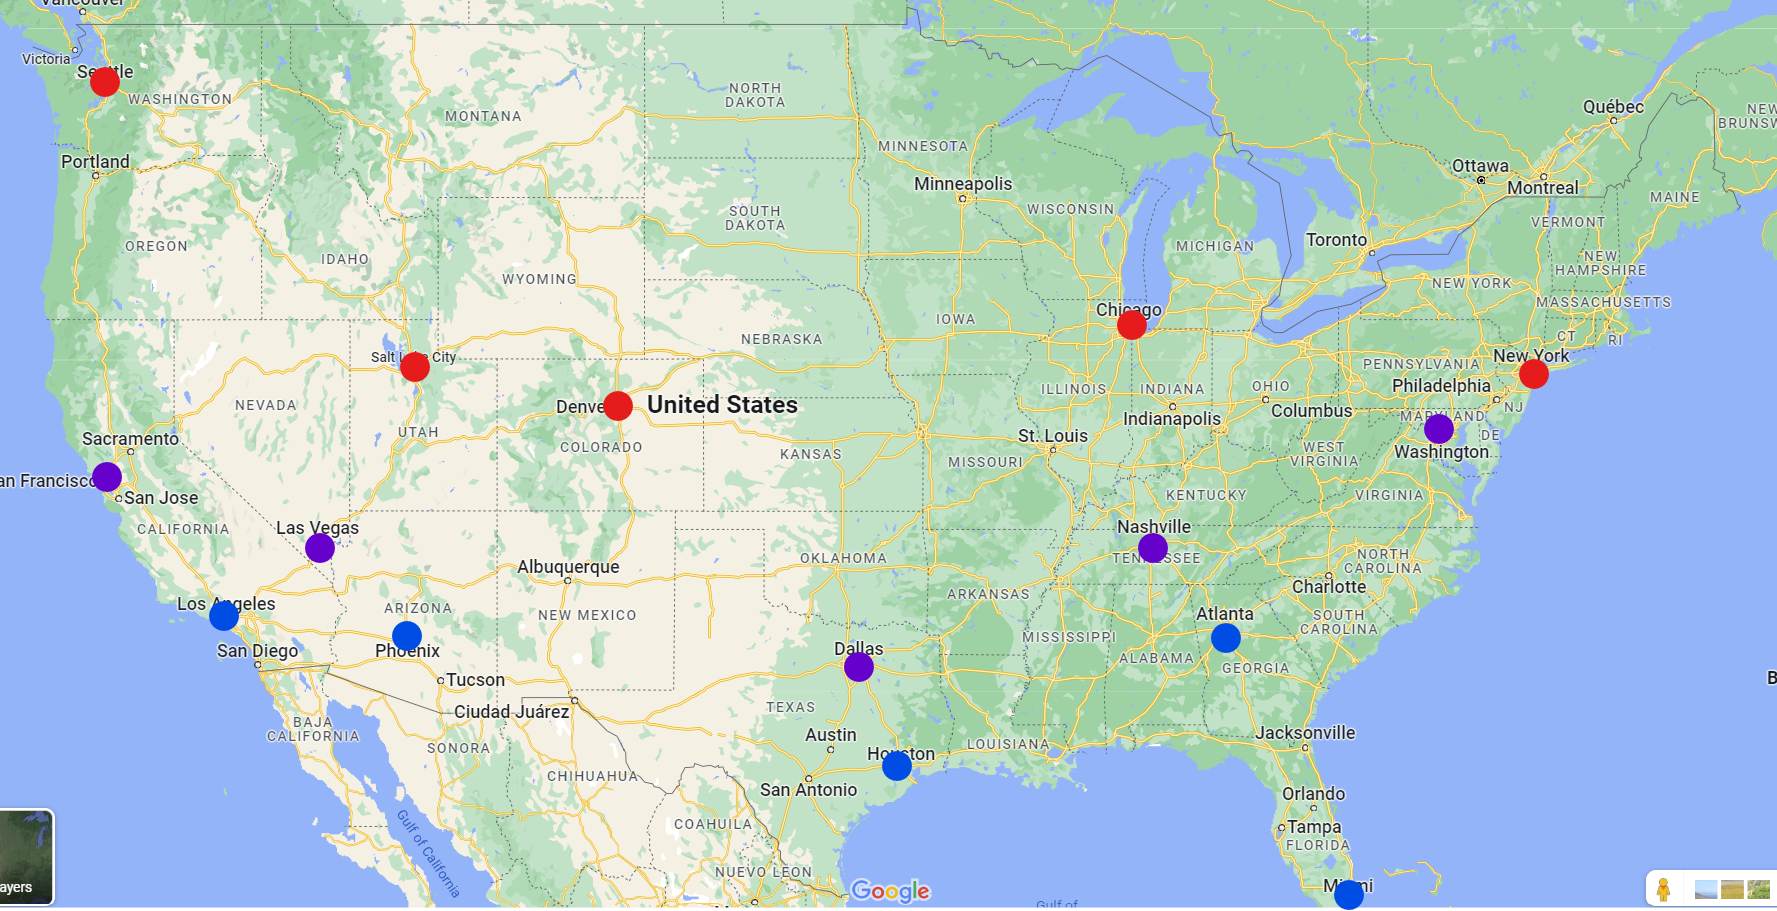 Vancouver
Victoria
Seattle
WASHINGTON
MONTANA
NORTH
DAKOTA
MINNESOTA
Québec
NEW
BRUNSW
Portland
Minneapolis
Ottawa
Montreal
MAINE
OREGON
IDAHO
SOUTH
DAKOTA
WISCONSIN
MICHIGAN
Toronto
VERMONT
NEW
HAMPSHIRE
WYOMING
NEW YORK
MASSACHUSETTS
IOWA
Chicago
NEBRASKA
CT
RI
Salt Lake City
PENNSYLVANIA
New York
Philadelphia
NEVADA
Denver
United States
ILLINOIS
INDIANA
OHIO
Columbus
NJ
Indianapolis
MARYLAND
DE
Sacramento
UTAH
COLORADO
KANSAS
St. Louis
MISSOURI
WEST
VIRGINIA
Washington
an Francisco
San Jose
KENTUCKY
VIRGINIA
CALIFORNIA
Las Vegas
Nashville
Albuquerque
OKLAHOMA
TENNESSEE
NORTH
CAROLINA
Charlotte
Los Angeles
ARIZONA
NEW MEXICO
ARKANSAS
Atlanta
SOUTH
CAROLINA
San Diego
Phoenix
Dallas
MISSISSIPPI
ALABAMA
GEORGIA
Tucson
B
Ciudad Juárez
TEXAS
BAJA
CALIFORNIA
SONORA
Austin
Houston
LOUISIANA
Jacksonville
CHIHUAHUA
San Antonio
Orlando
Gulf of California
COAHUILA
Tampa
FLORIDA
NUEVO LEON
Google
Miami
ayers
Gulf of